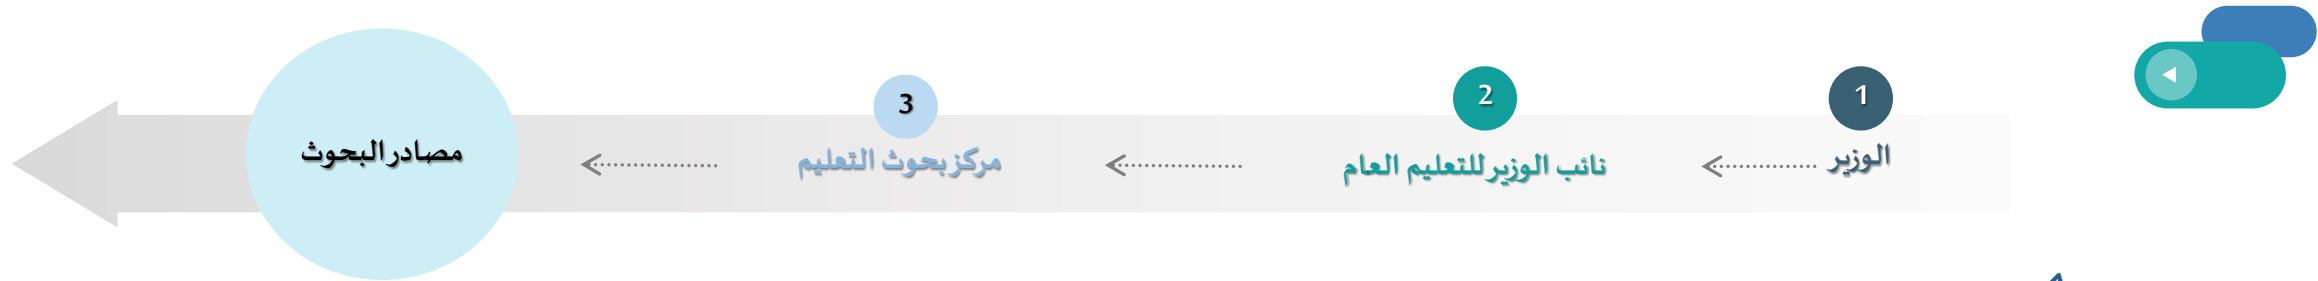 1
الوزير
2
نائب الوزير للتعليم العام
3
مركز بحوث التعليم
مصادر البحوث